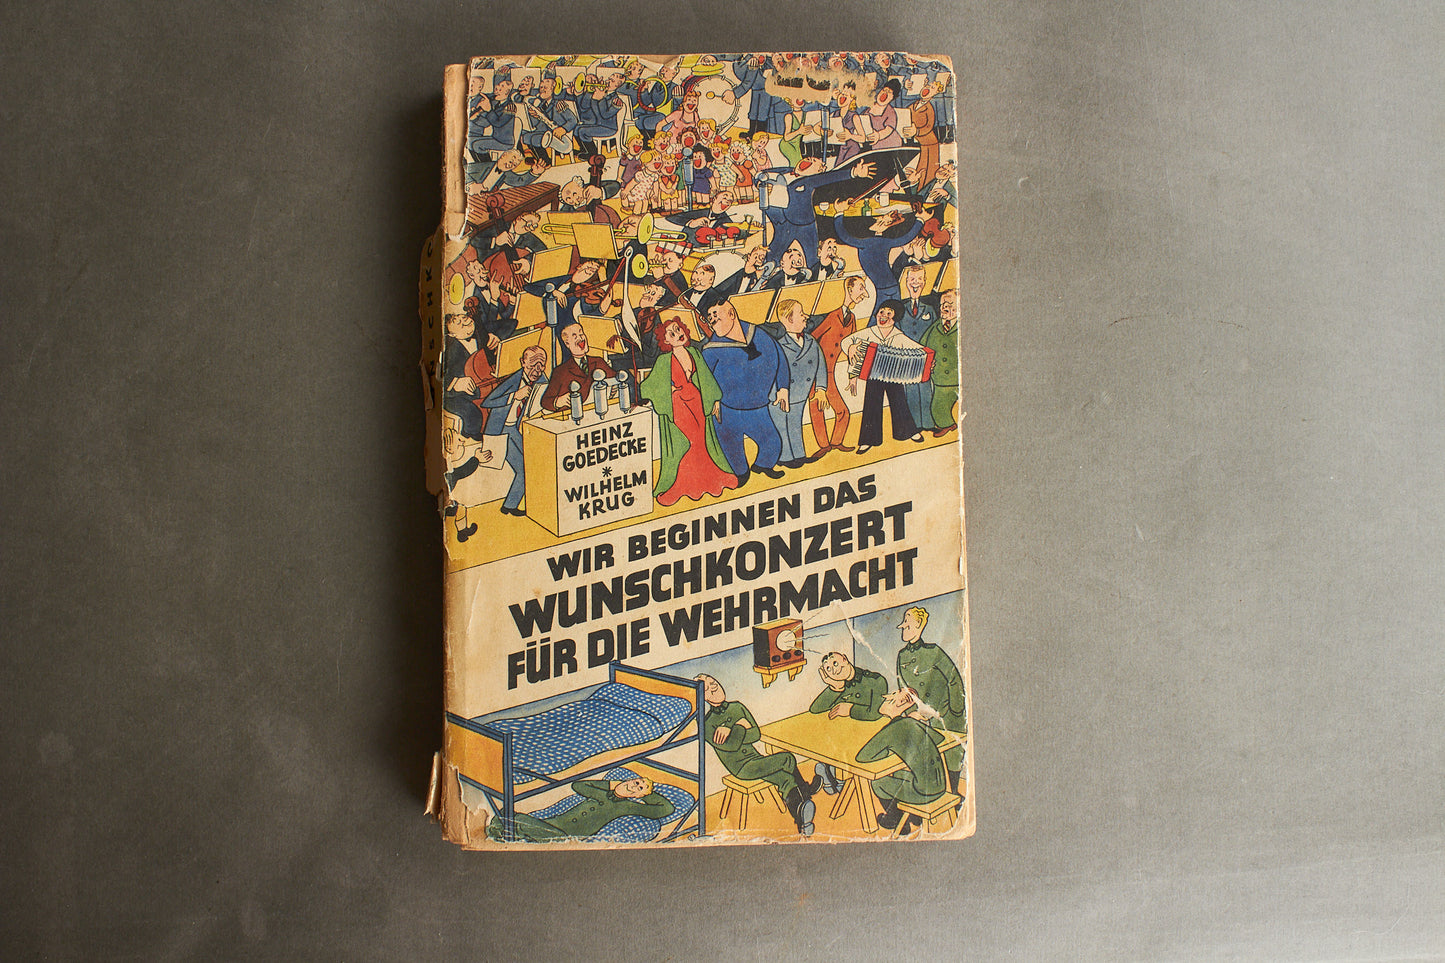 HEINZ
GOEDECKE
*
WILHELM
KRUG
WIR BEGINNEN DAS
WUNSCHKONZERT
FÜR DIE WEHRMACHT